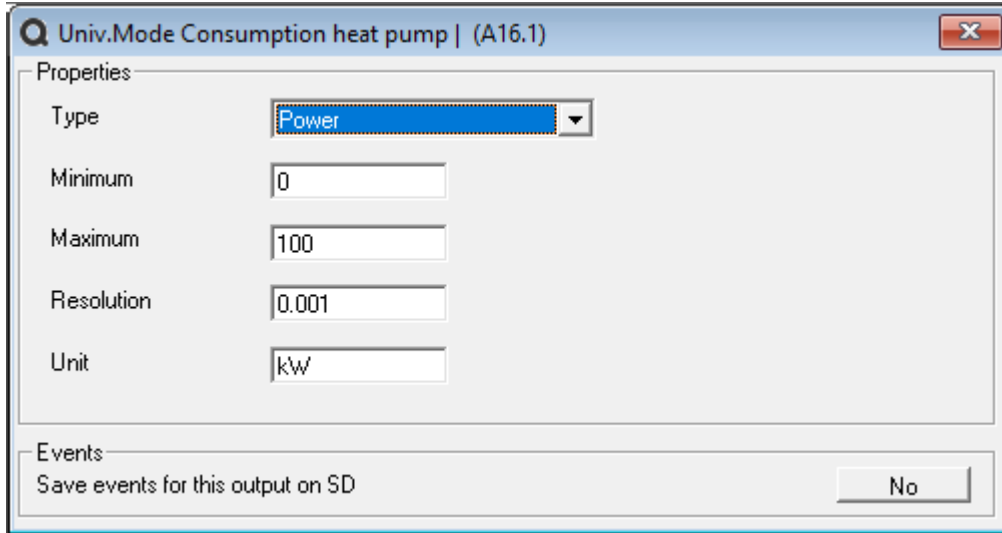 Univ.Mode Consumption heat pump | (A16.1)
Properties
Type Power
Minimum 0
Maximum 100
Resolution 0.001
Unit kW
Events
Save events for this output on SD No